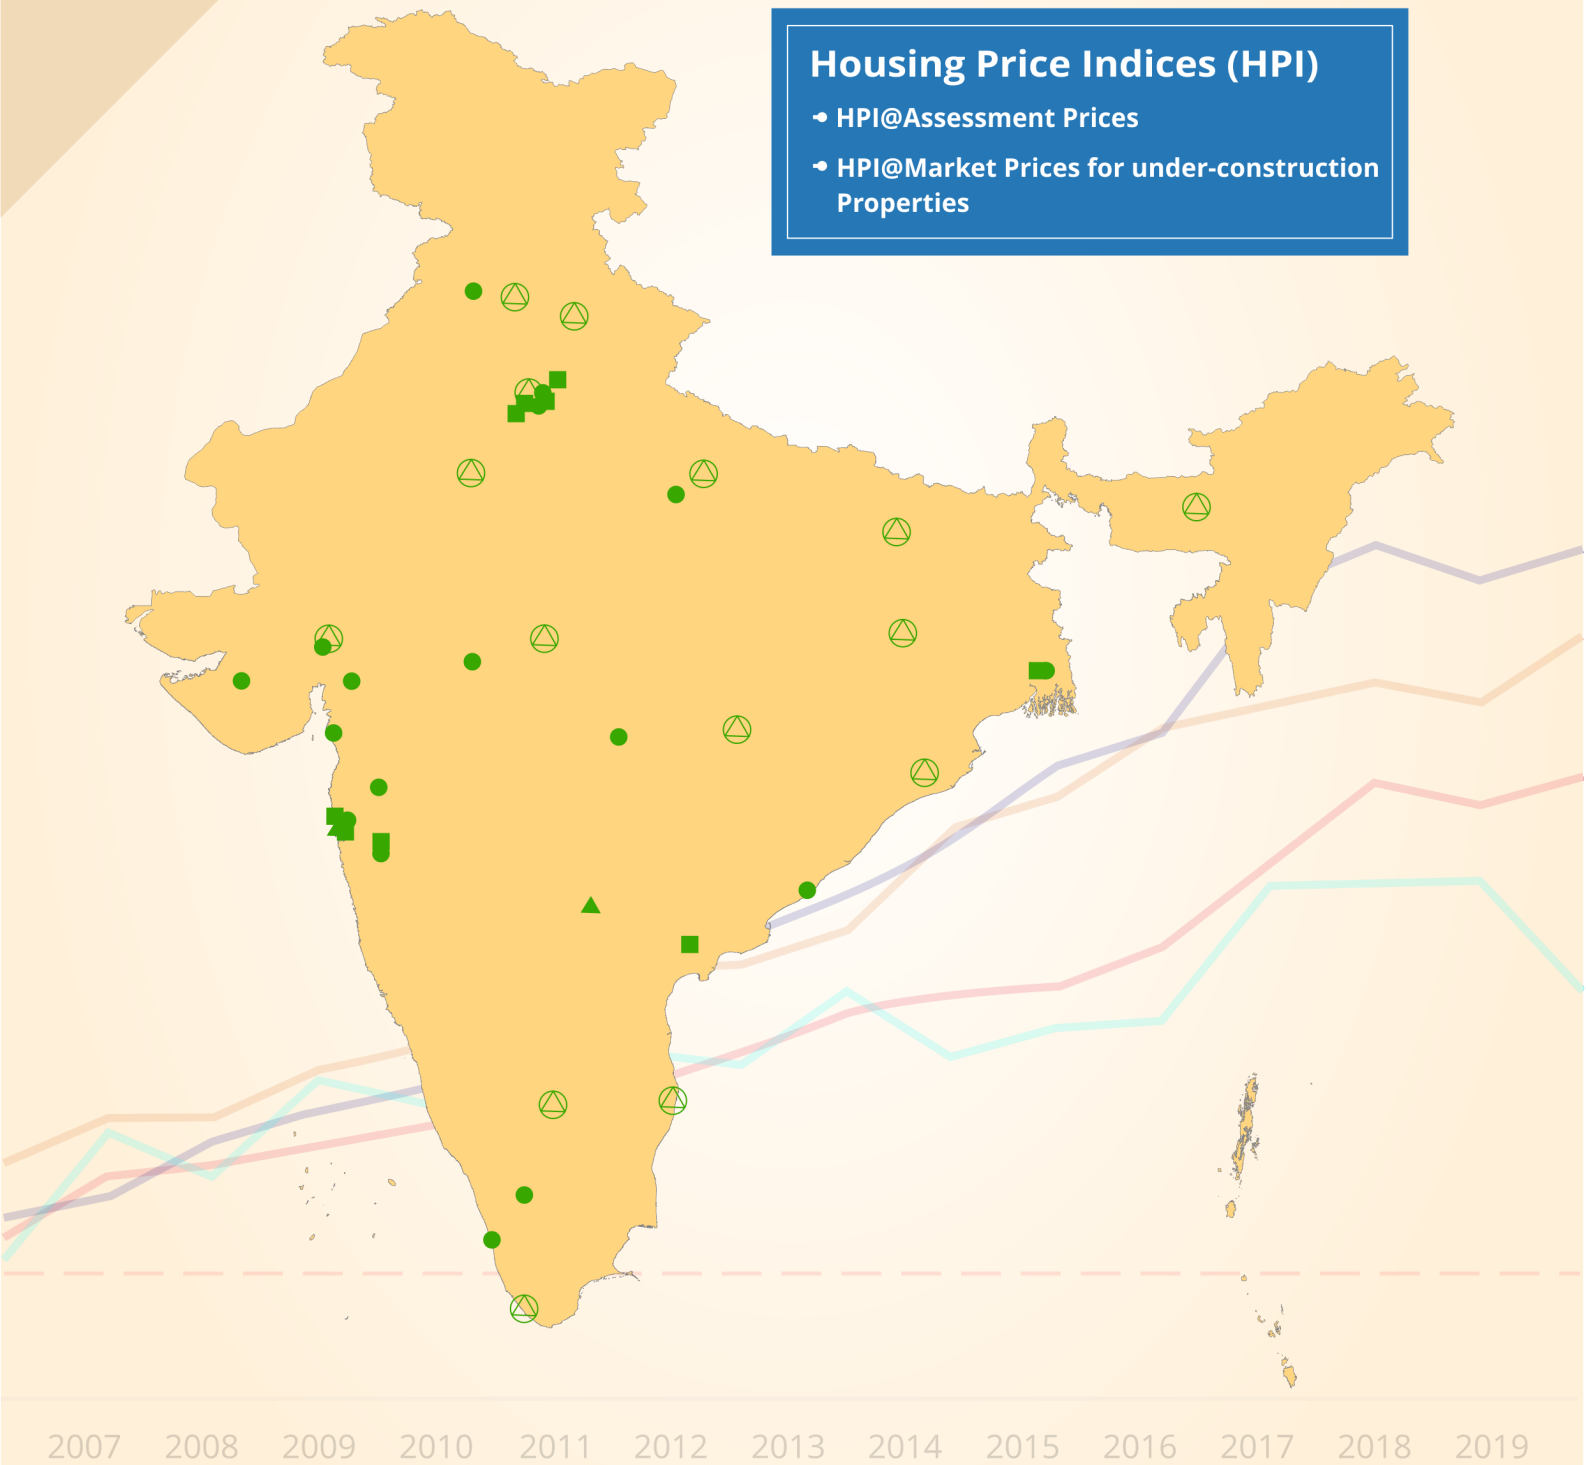 Housing Price Indices (HPI)
HPI@Assessment Prices
HPI@Market Prices for under-construction
Properties
2007 2008 2009 2010 2011 2012 2013 2014 2015 2016 2017 2018 2019